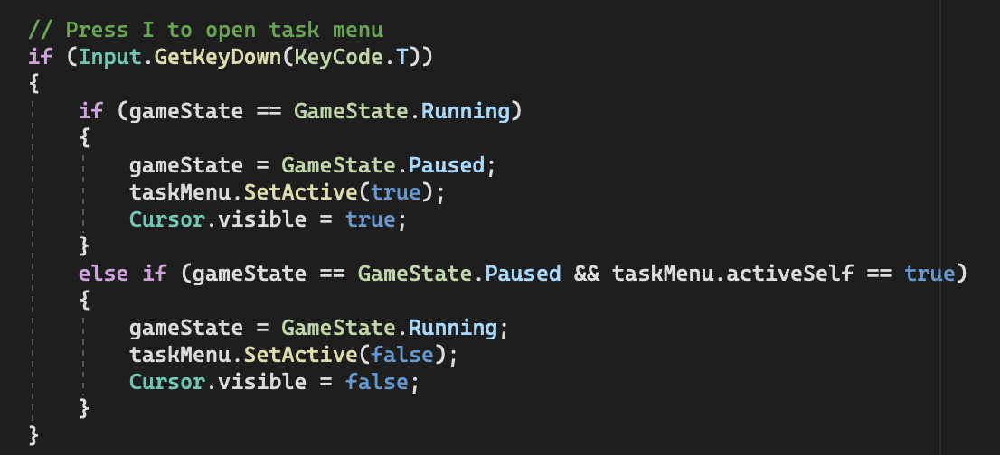 // Press I to open task menu
if (Input.GetKeyDown(KeyCode.T))
{
if (gameState == GameState.Running)
{
gameState = GameState.Paused;
taskMenu.SetActive(true);
Cursor.visible = true;
}
else if (gameState == GameState.Paused && taskMenu.activeSelf == true)
{
gameState = GameState.Running;
taskMenu.SetActive(false);
Cursor.visible = false;
}
}